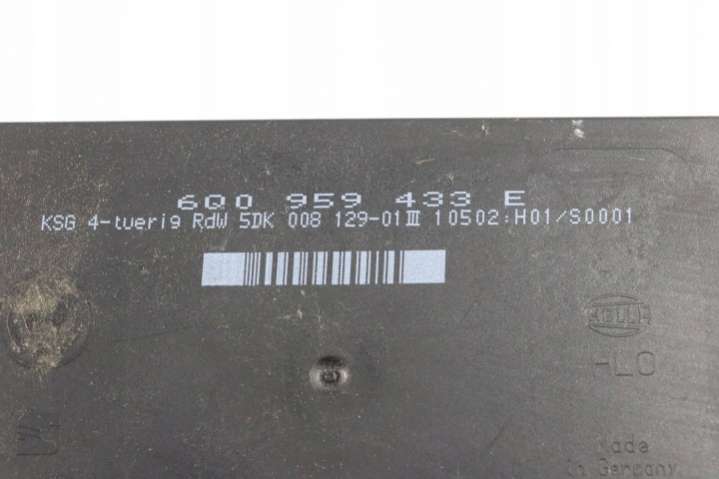 6Q0 959 433 E
KSG 4-tuerig RdW 5DK 008 129-01 III 10502:H01/S0001
HELLA
HLO
Made
In Germany